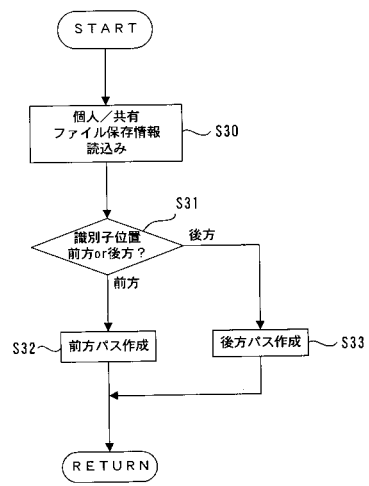 START
個人／共有
ファイル保存情報
読込み
S30
S31
識別子位置
前方or後方？
後方
前方
S32
前方パス作成
後方パス作成
S33
RETURN